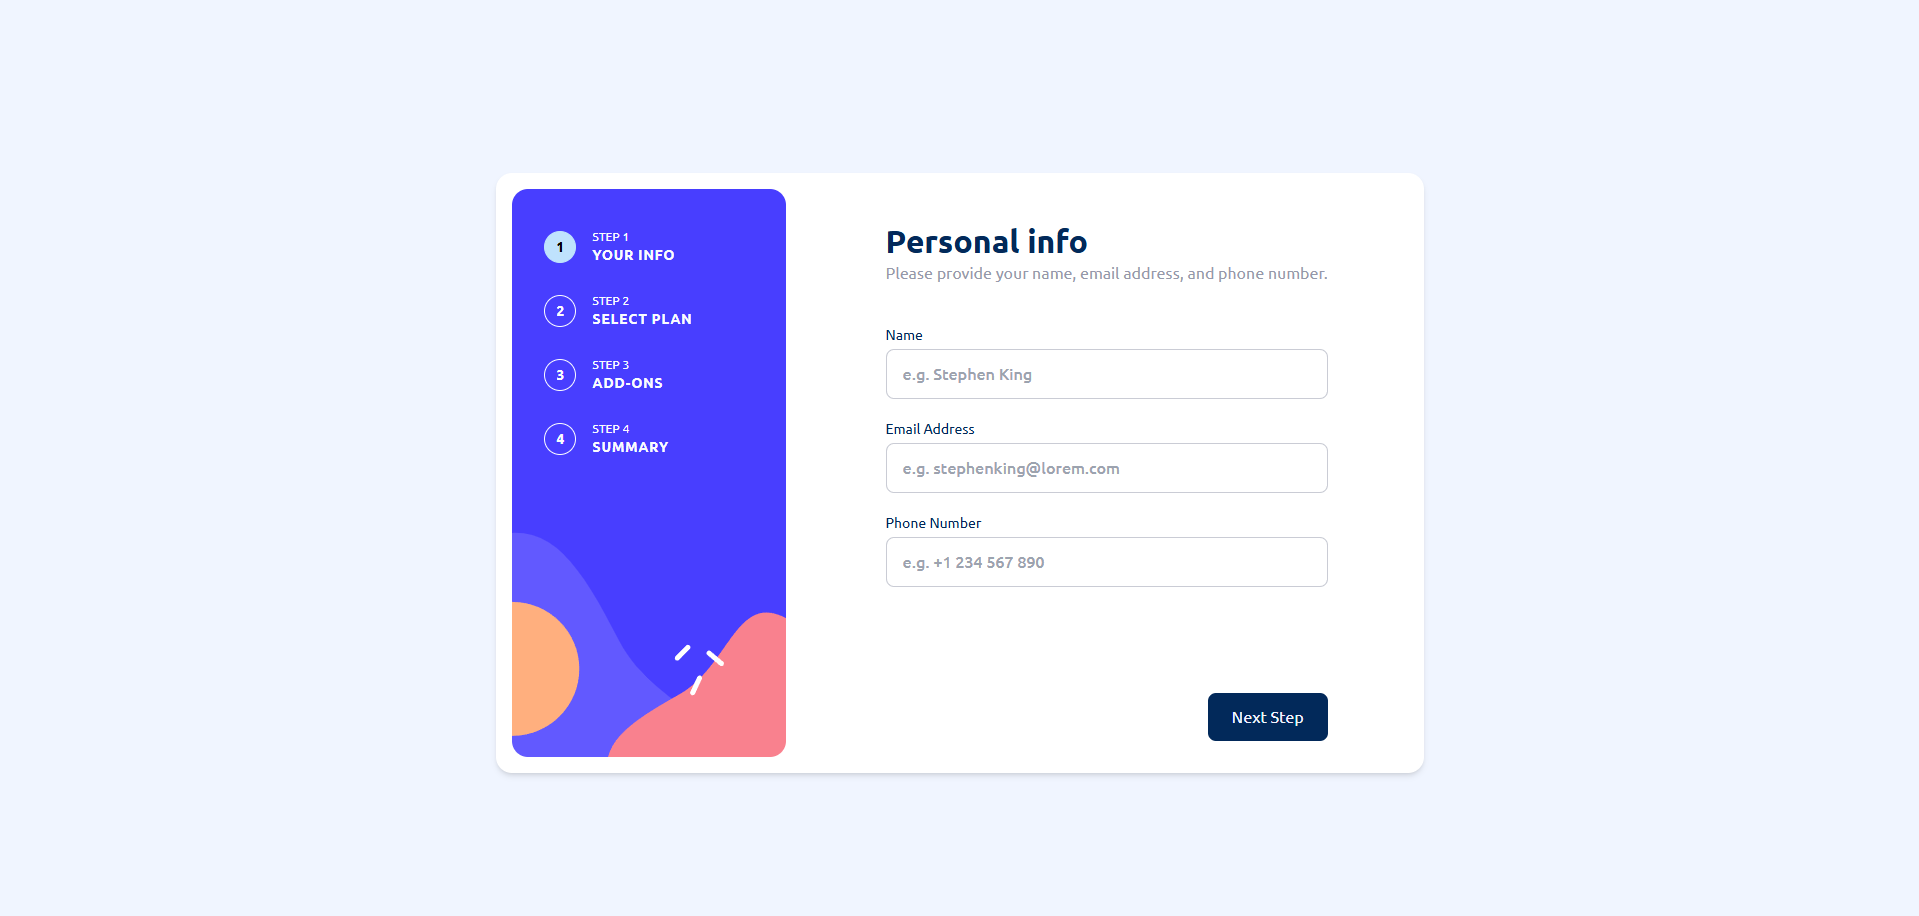 1
STEP 1
YOUR INFO
2
STEP 2
SELECT PLAN
3
STEP 3
ADD-ONS
4
STEP 4
SUMMARY
Personal info
Please provide your name, email address, and phone number.
Name
e.g. Stephen King
Email Address
e.g. stephenking@lorem.com
Phone Number
e.g. +1 234 567 890
Next Step